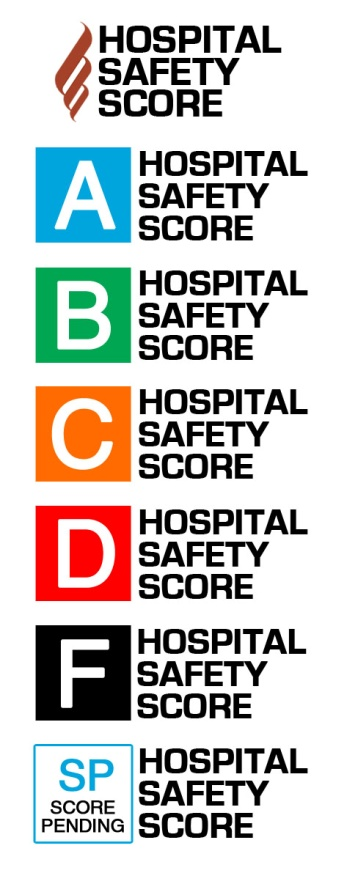 HOSPITAL
SAFETY
SCORE
A
HOSPITAL
SAFETY
SCORE
B
HOSPITAL
SAFETY
SCORE
C
HOSPITAL
SAFETY
SCORE
D
HOSPITAL
SAFETY
SCORE
F
HOSPITAL
SAFETY
SCORE
SP
SCORE
PENDING
HOSPITAL
SAFETY
SCORE